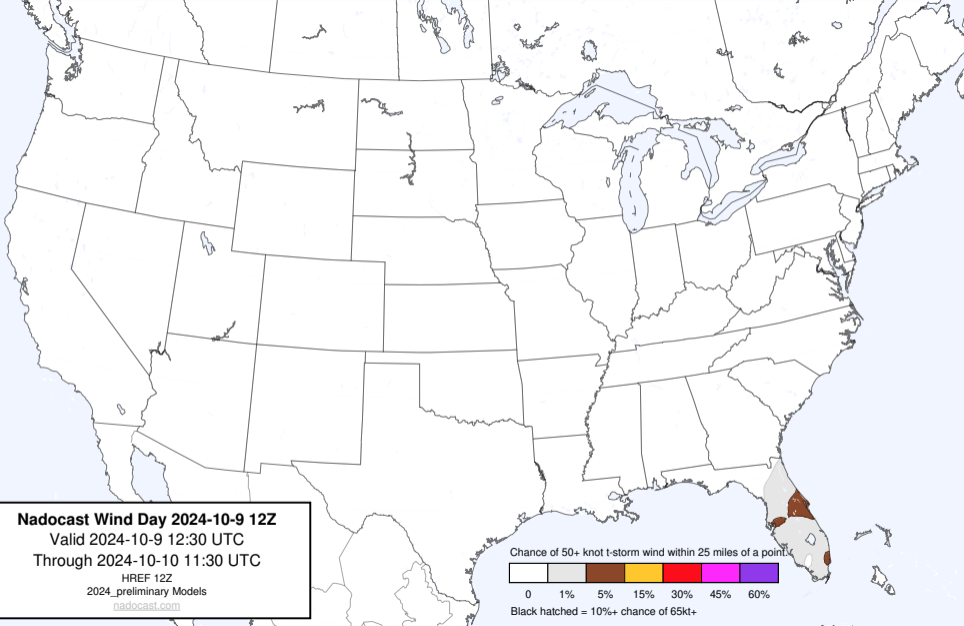 Nadocast Wind Day 2024-10-9 12Z
Valid 2024-10-9 12:30 UTC
Through 2024-10-10 11:30 UTC
HREF 12Z
2024_preliminary Models
nadocast.com
Chance of 50+ knot t-storm wind within 25 miles of a point.
0 1% 5% 15% 30% 45% 60%
Black hatched = 10%+ chance of 65kt+